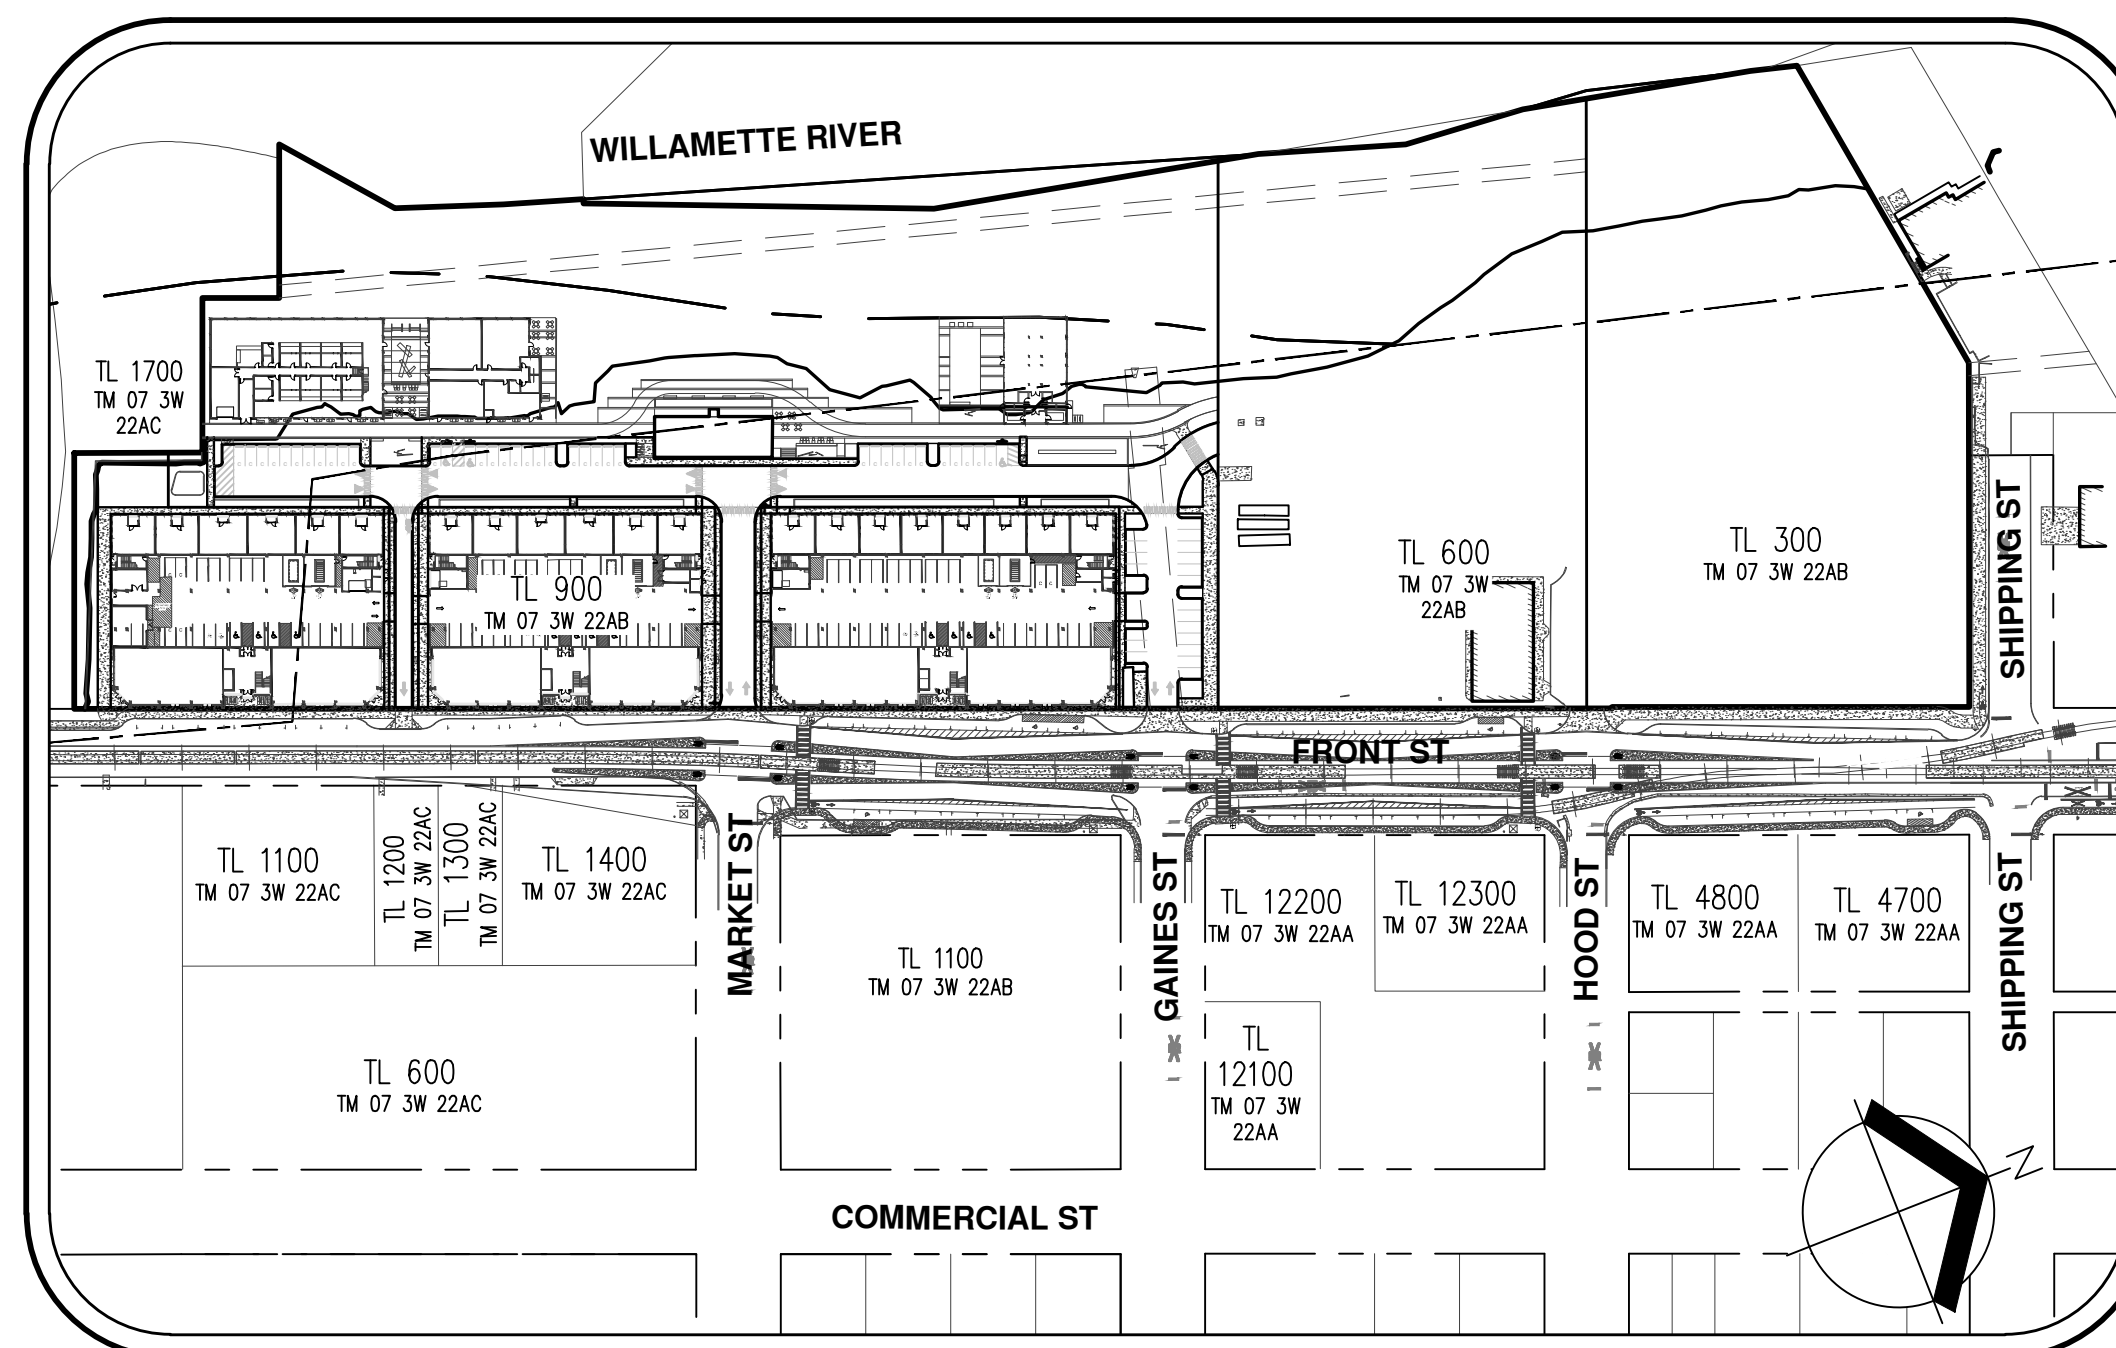 WILLAMETTE RIVER
TL 1700
TM 07 3W
22AC
TL 900
TM 07 3W 22AB
TL 600
TM 07 3W
22AB
TL 300
TM 07 3W 22AB
SHIPPING ST
FRONT ST
TL 1100
TM 07 3W 22AC
TL 1200
TM 07 3W 22AC
TL 1300
TM 07 3W 22AC
TL 1400
TM 07 3W 22AC
MARKET ST
TL 1100
TM 07 3W 22AB
GAINES ST
TL 12200
TM 07 3W 22AA
TL 12300
TM 07 3W 22AA
HOOD ST
TL 4800
TM 07 3W 22AA
TL 4700
TM 07 3W 22AA
SHIPPING ST
TL 600
TM 07 3W 22AC
TL
12100
TM 07 3W
22AA
N
COMMERCIAL ST